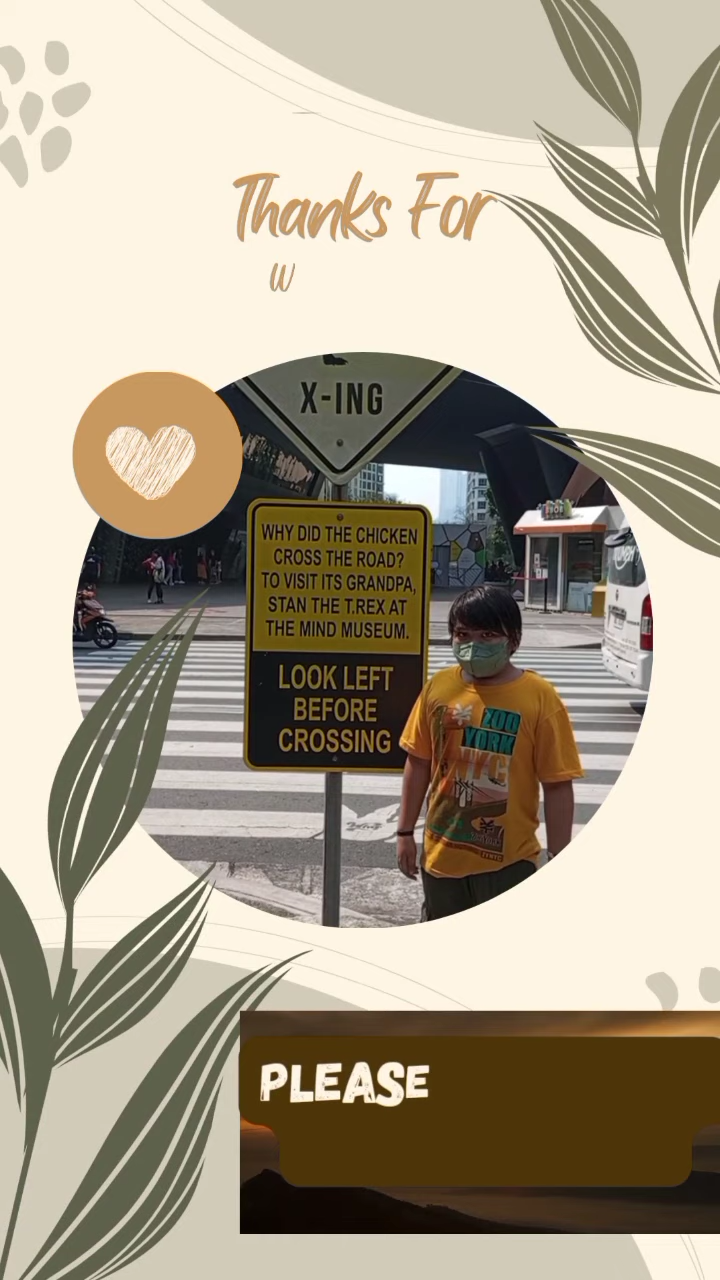 Thanks For
W
X-ING
WHY DID THE CHICKEN
CROSS THE ROAD?
TO VISIT ITS GRANDPA,
STAN THE T.REX AT
THE MIND MUSEUM.
LOOK LEFT
BEFORE
CROSSING
ZOO
YORK
NYC
PLEASE